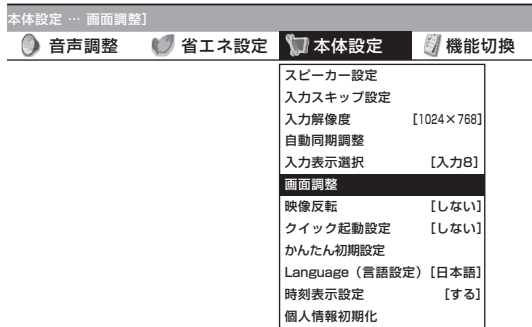 本体設定 … 画面調整]
音声調整 省エネ設定 本体設定 機能切換
スピーカー設定
入力スキップ設定
入力解像度 [1024×768]
自動同期調整
入力表示選択 [入力8]
画面調整
映像反転 [しない]
クイック起動設定 [しない]
かんたん初期設定
Language（言語設定）[日本語]
時刻表示設定 [する]
個人情報初期化